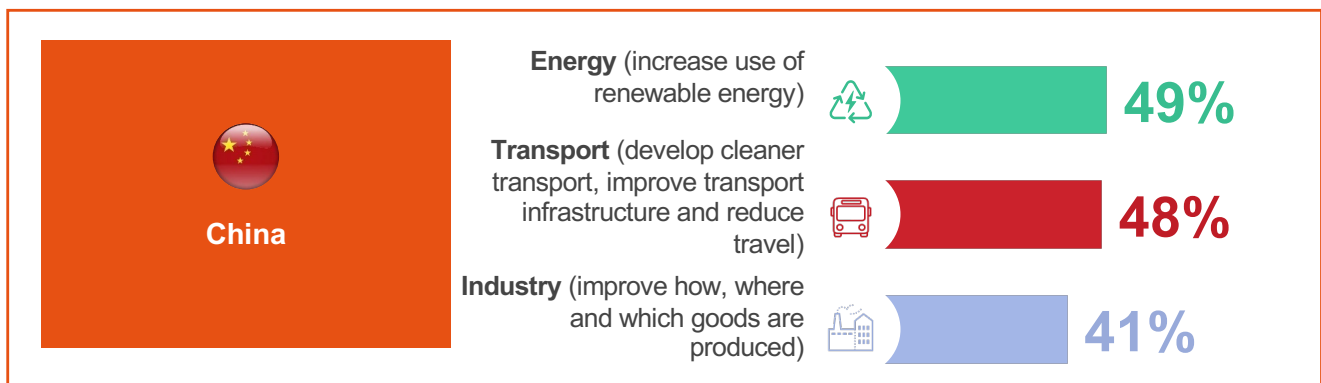 China
Energy (increase use of
renewable energy)
49%
Transport (develop cleaner
transport, improve transport
infrastructure and reduce
travel)
48%
Industry (improve how, where
and which goods are
produced)
41%